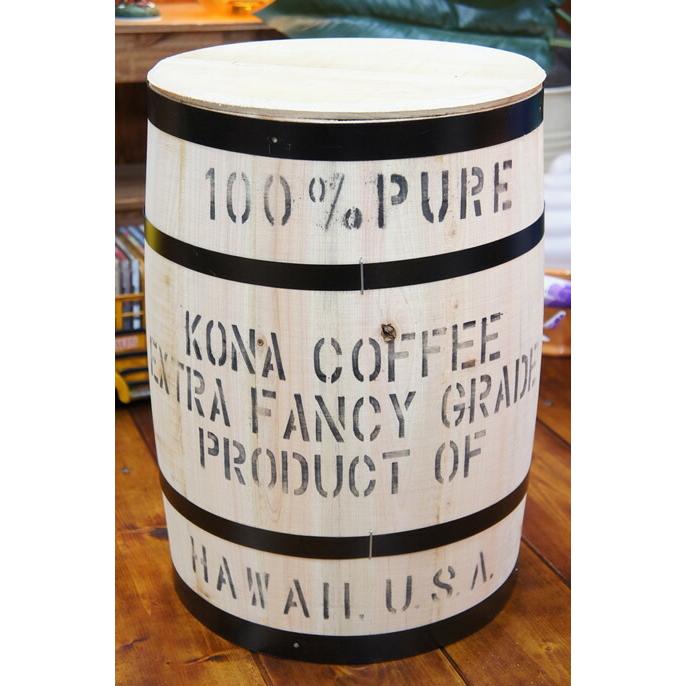 100% PURE
KONA COFFEE
EXTRA FANCY GRADE
PRODUCT OF
HAWAII. U.S.A.